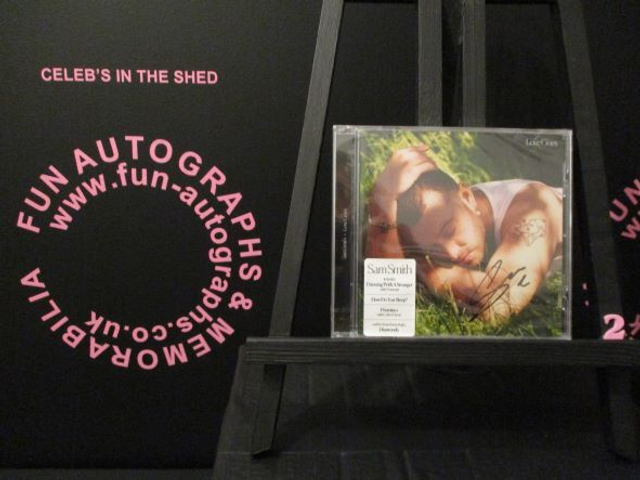 CELEB'S IN THE SHED
FUN AUTOGRAPHS & MEMORABILIA
www.fun-autographs.co.uk
Love Goes
Sam Smith
Dancing With A Stranger
How Do You Sleep?
Promises
Diamonds
U
w
2